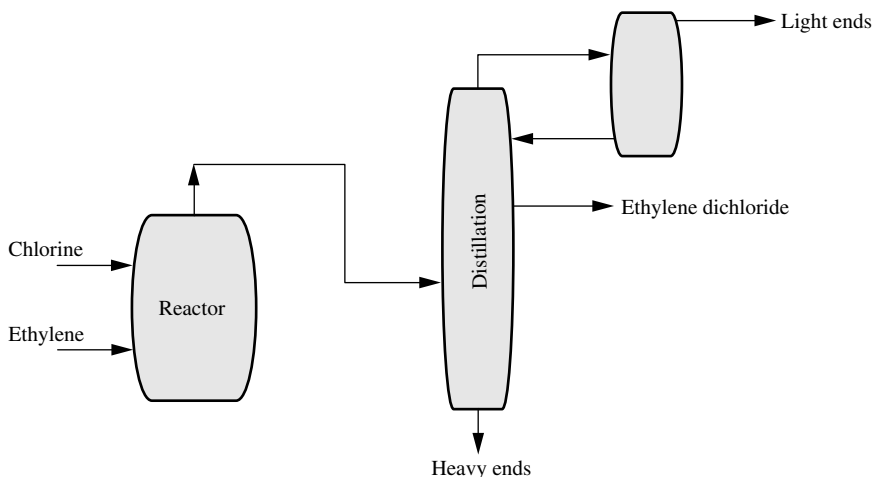 Light ends
Distillation
Ethylene dichloride
Chlorine
Reactor
Ethylene
Heavy ends